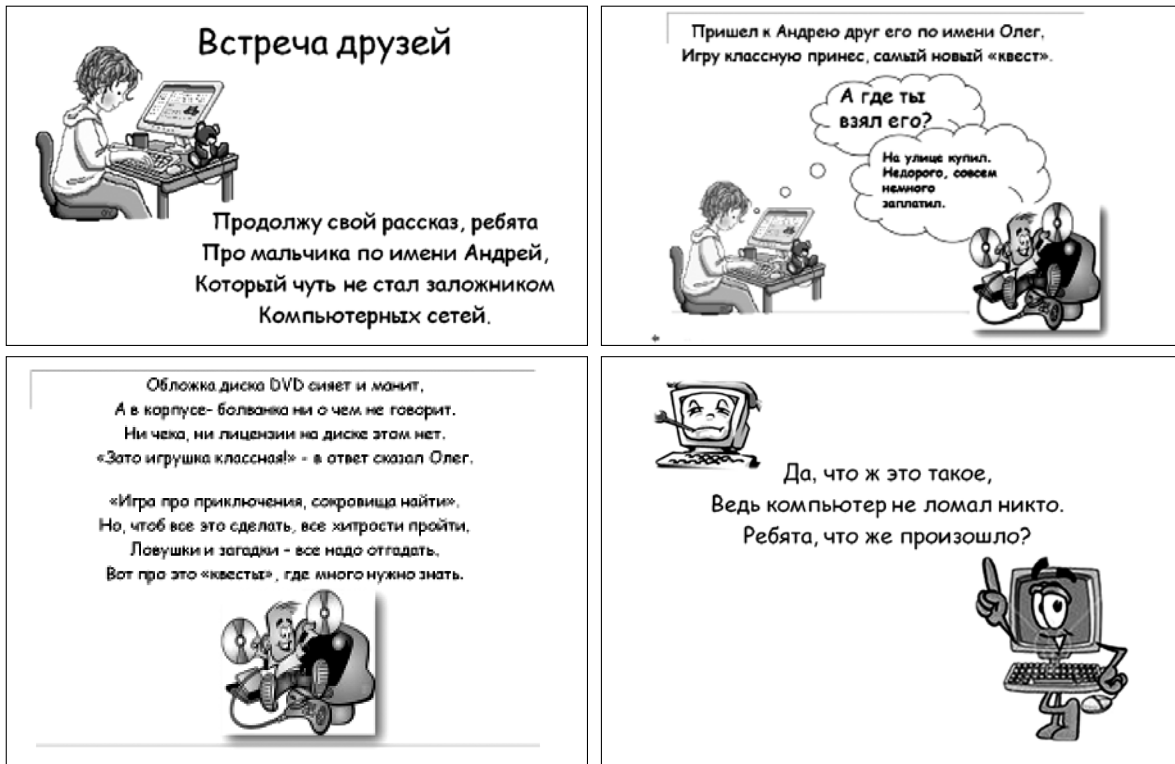 Встреча друзей
Продолжу свой рассказ, ребята
Про мальчика по имени Андрей,
Который чуть не стал заложником
Компьютерных сетей.
Пришел к Андрею друг его по имени Олег,
Игру классную принес, самый новый «квест».
А где ты
взял его?
На улице купил.
Недорого, совсем
немного
заплатил.
Обложка диска DVD сияет и манит,
А в корпусе- болванка ни о чем не говорит.
Ни чека, ни лицензии на диске этом нет.
«Зато игрушка классная!» - в ответ сказал Олег.
«Игра про приключения, сокровища найти».
Но, чтоб все это сделать, все хитрости пройти,
Ловушки и загадки - все надо отгадать,
Вот про это «квесты», где много нужно знать.
Да, что ж это такое,
Ведь компьютер не ломал никто.
Ребята, что же произошло?